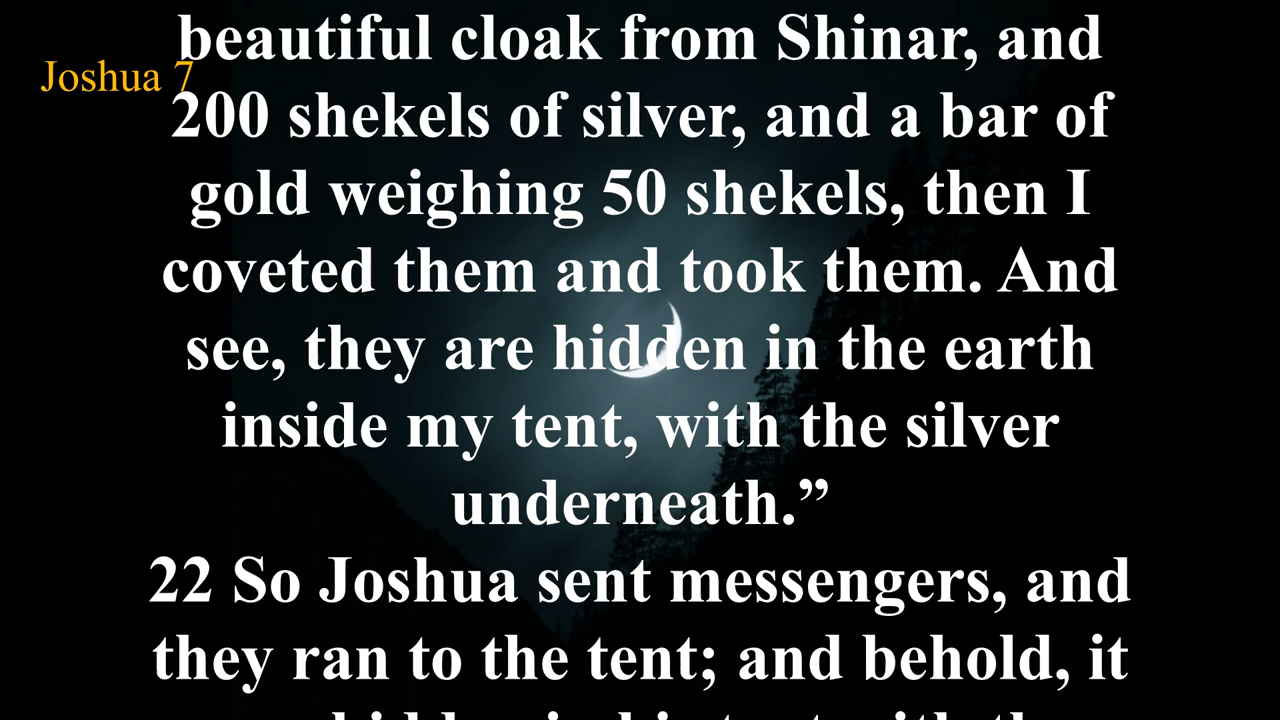 beautiful cloak from Shinar, and
Joshua 7
200 shekels of silver, and a bar of
gold weighing 50 shekels, then I
coveted them and took them. And
see, they are hidden in the earth
inside my tent, with the silver
underneath.”
22 So Joshua sent messengers, and
they ran to the tent; and behold, it